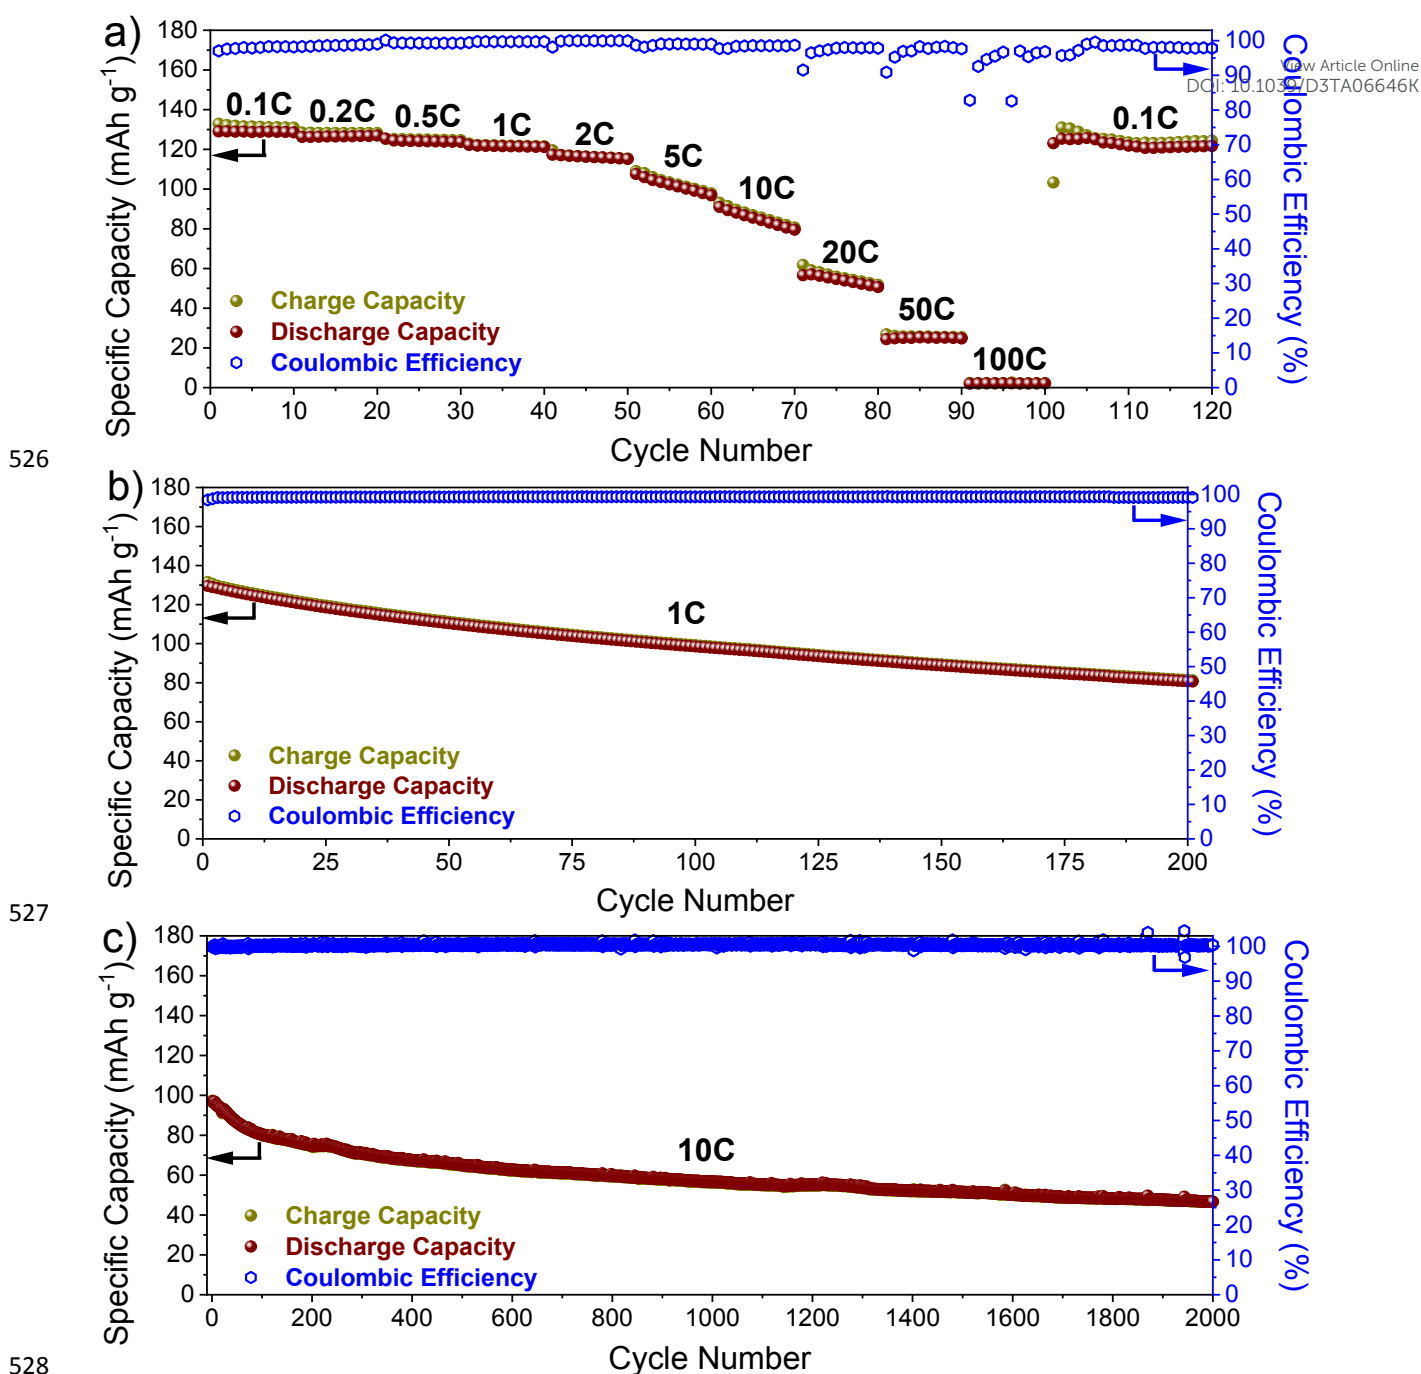 a)
180
160
140
120
100
80
60
40
20
0
Specific Capacity (mAh g-1)
0.1C
0.2C
0.5C
1C
2C
5C
10C
20C
50C
100C
0.1C
Charge Capacity
Discharge Capacity
Coulombic Efficiency
100
90
80
70
60
50
40
30
20
10
0
Coulombic Efficiency (%)
View Article Online
DOI: 10.1039/D3TA06646K
0 10 20 30 40 50 60 70 80 90 100 110 120
Cycle Number
526
b)
180
160
140
120
100
80
60
40
20
0
Specific Capacity (mAh g-1)
1C
Charge Capacity
Discharge Capacity
Coulombic Efficiency
100
90
80
70
60
50
40
30
20
10
0
Coulombic Efficiency (%)
0 25 50 75 100 125 150 175 200
Cycle Number
527
c)
180
160
140
120
100
80
60
40
20
0
Specific Capacity (mAh g-1)
10C
Charge Capacity
Discharge Capacity
Coulombic Efficiency
100
90
80
70
60
50
40
30
20
10
0
Coulombic Efficiency (%)
0 200 400 600 800 1000 1200 1400 1600 1800 2000
Cycle Number
528